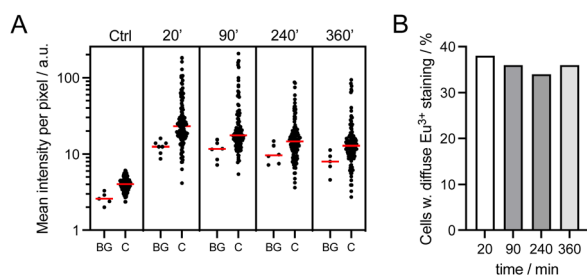 A
Ctrl 20' 90' 240' 360'
Mean intensity per pixel / a.u.
100
10
1
BG C BG C BG C BG C BG C
B
Cells w. diffuse Eu³⁺ staining / %
40
30
20
10
0
20 90 240 360
time / min